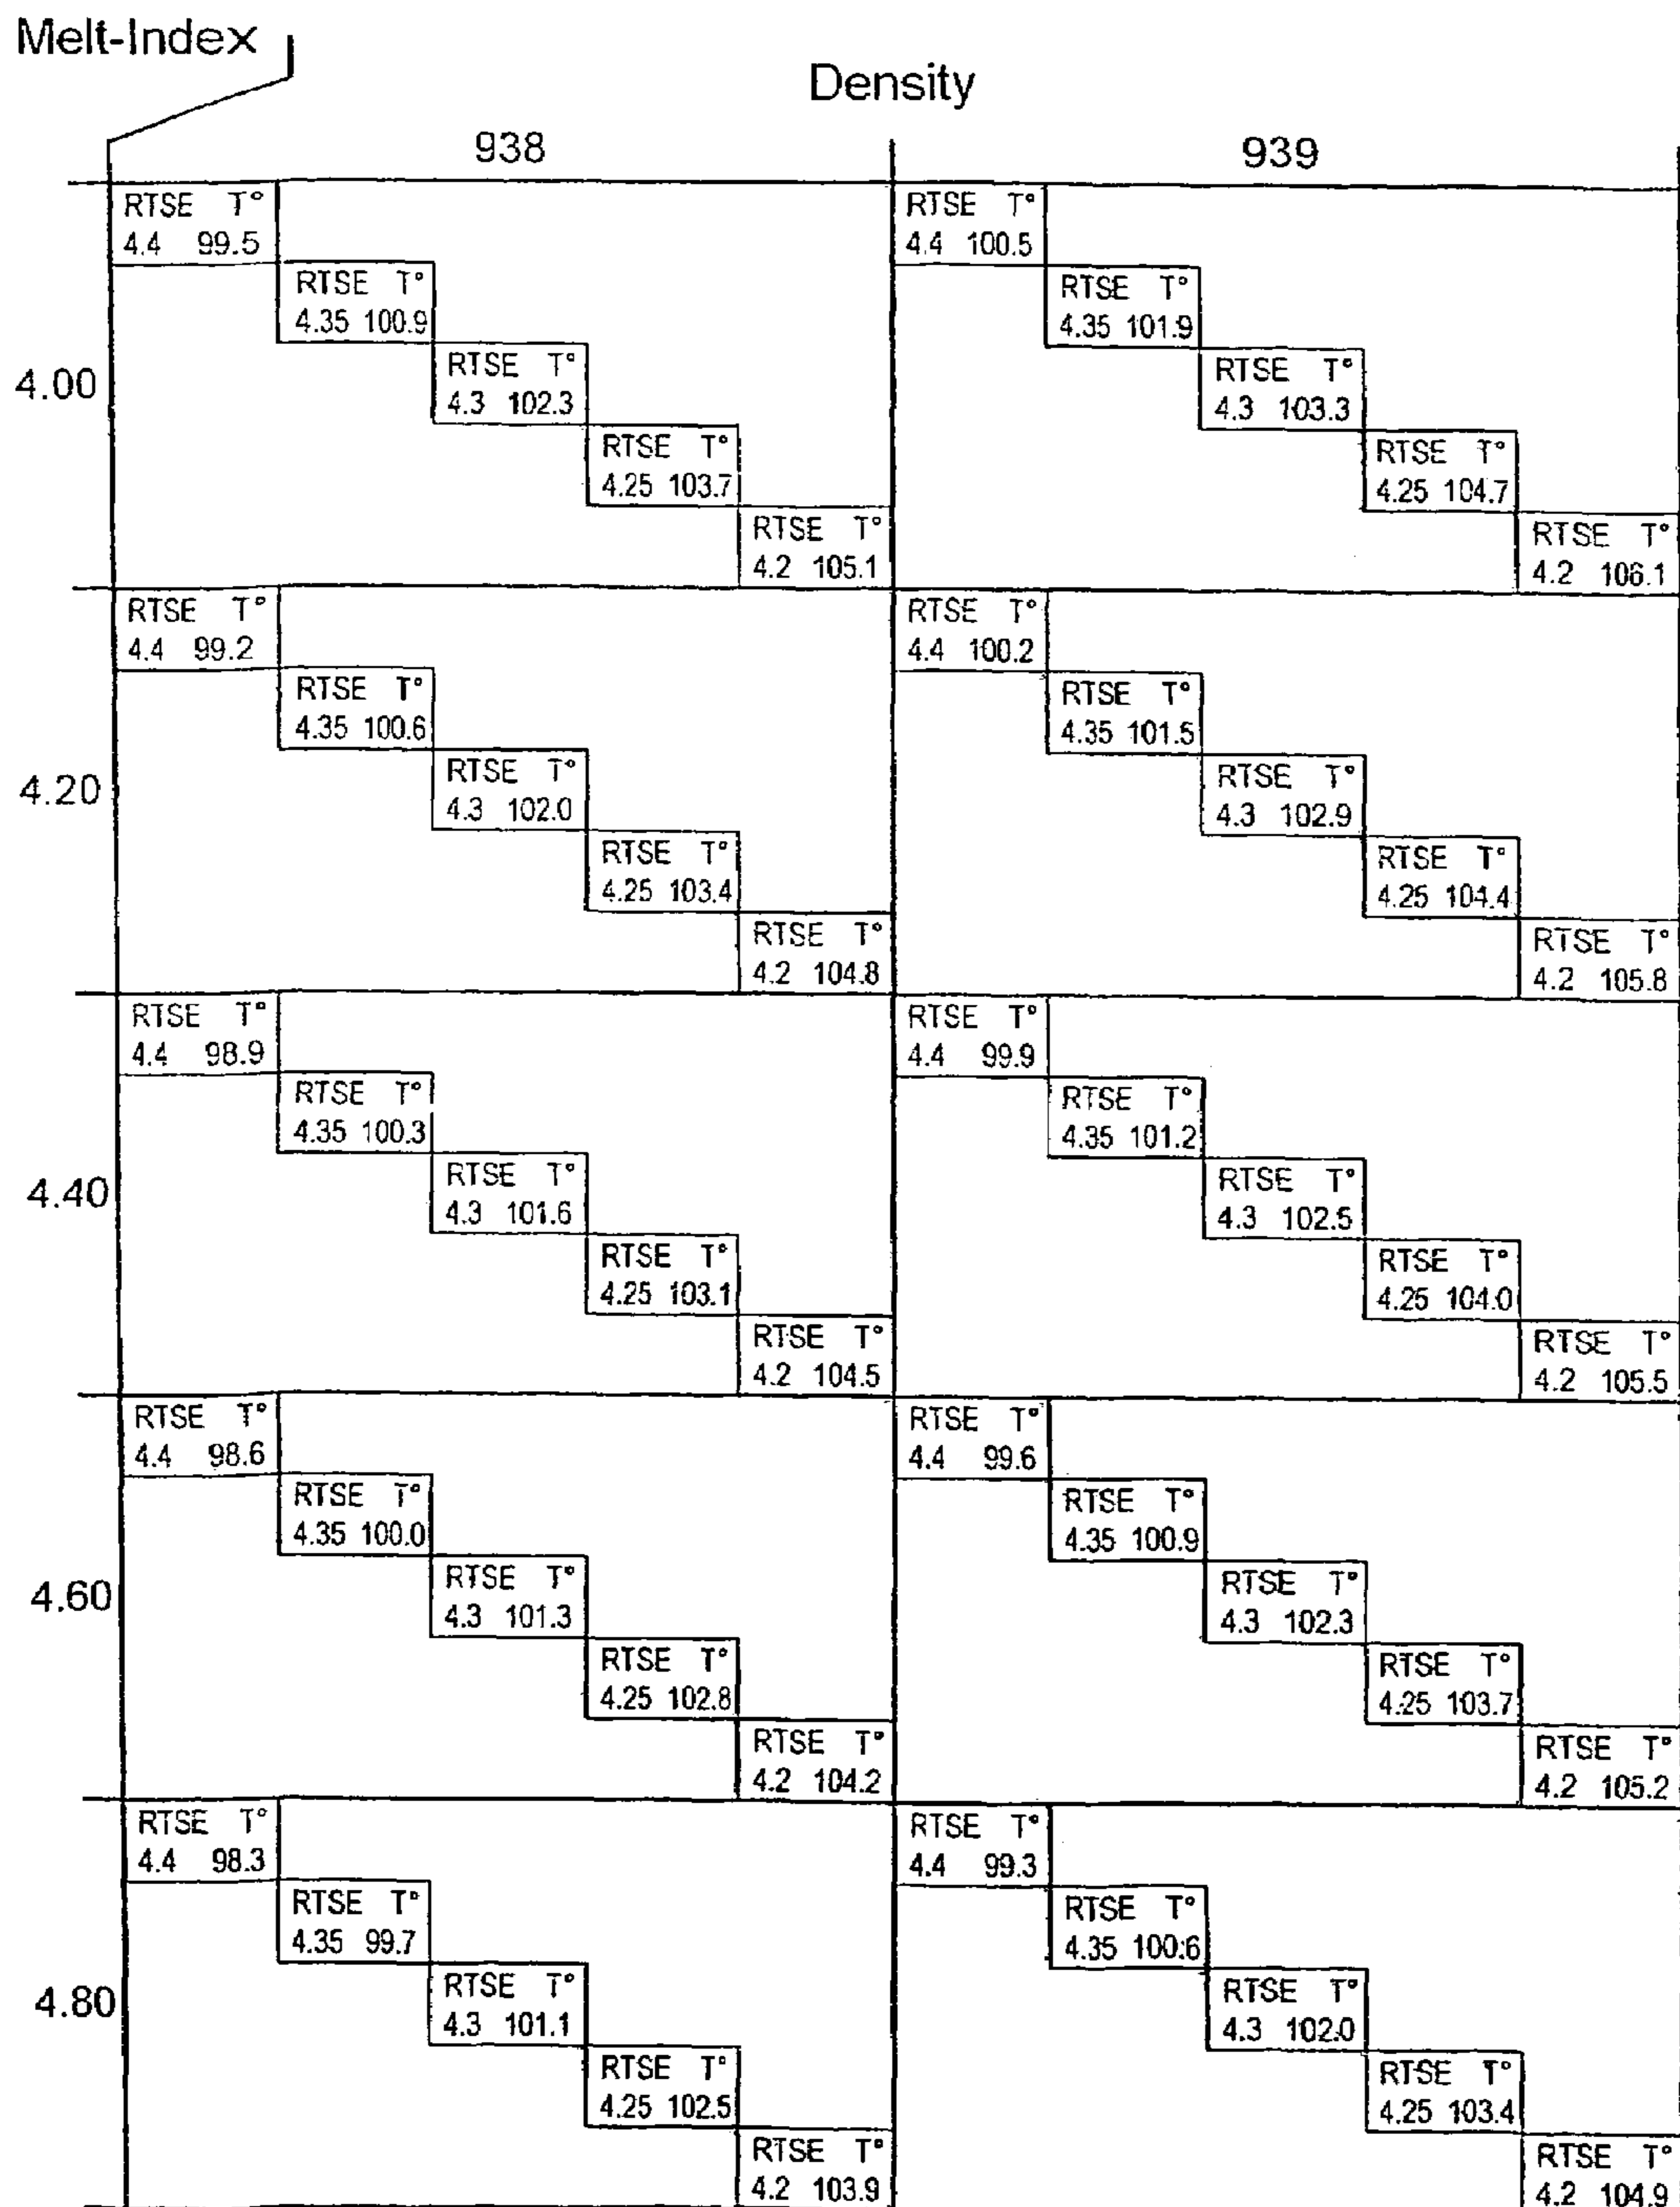 Melt-Index
Density
938 939
4.00
RTSE T° RTSE T°
4.4 99.5 4.4 100.5
RTSE T° RTSE T°
4.35 100.9 4.35 101.9
RTSE T° RTSE T°
4.3 102.3 4.3 103.3
RTSE T° RTSE T°
4.25 103.7 4.25 104.7
RTSE T° RTSE T°
4.2 105.1 4.2 106.1
4.20
RTSE T° RTSE T°
4.4 99.2 4.4 100.2
RTSE T° RTSE T°
4.35 100.6 4.35 101.5
RTSE T° RTSE T°
4.3 102.0 4.3 102.9
RTSE T° RTSE T°
4.25 103.4 4.25 104.4
RTSE T° RTSE T°
4.2 104.8 4.2 105.8
4.40
RTSE T° RTSE T°
4.4 98.9 4.4 99.9
RTSE T° RTSE T°
4.35 100.3 4.35 101.2
RTSE T° RTSE T°
4.3 101.6 4.3 102.5
RTSE T° RTSE T°
4.25 103.1 4.25 104.0
RTSE T° RTSE T°
4.2 104.5 4.2 105.5
4.60
RTSE T° RTSE T°
4.4 98.6 4.4 99.6
RTSE T° RTSE T°
4.35 100.0 4.35 100.9
RTSE T° RTSE T°
4.3 101.3 4.3 102.3
RTSE T° RTSE T°
4.25 102.8 4.25 103.7
RTSE T° RTSE T°
4.2 104.2 4.2 105.2
4.80
RTSE T° RTSE T°
4.4 98.3 4.4 99.3
RTSE T° RTSE T°
4.35 99.7 4.35 100.6
RTSE T° RTSE T°
4.3 101.1 4.3 102.0
RTSE T° RTSE T°
4.25 102.5 4.25 103.4
RTSE T° RTSE T°
4.2 103.9 4.2 104.9